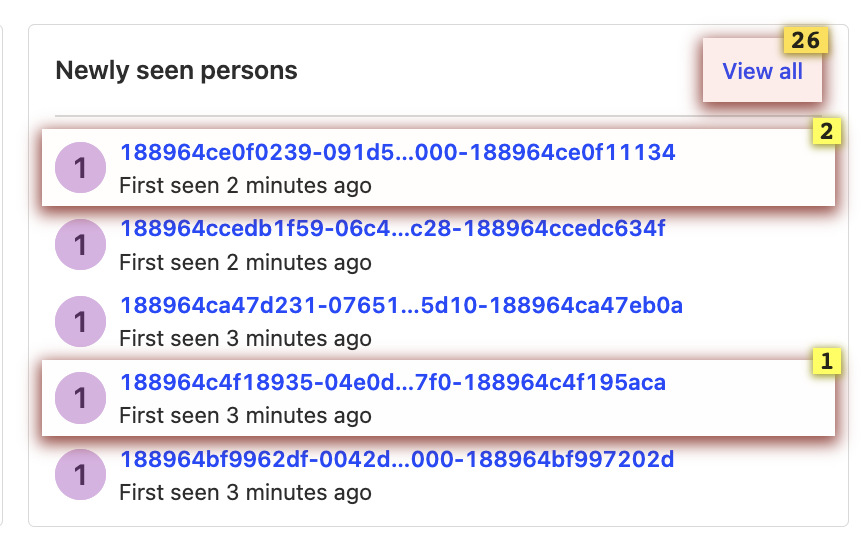 Newly seen persons
View all
26
2
1
188964ce0f0239-091d5...000-188964ce0f11134
First seen 2 minutes ago
1
188964ccedb1f59-06c4...c28-188964ccedc634f
First seen 2 minutes ago
1
188964ca47d231-07651...5d10-188964ca47eb0a
First seen 3 minutes ago
1
1
188964c4f18935-04e0d...7f0-188964c4f195aca
First seen 3 minutes ago
1
188964bf9962df-0042d...000-188964bf997202d
First seen 3 minutes ago